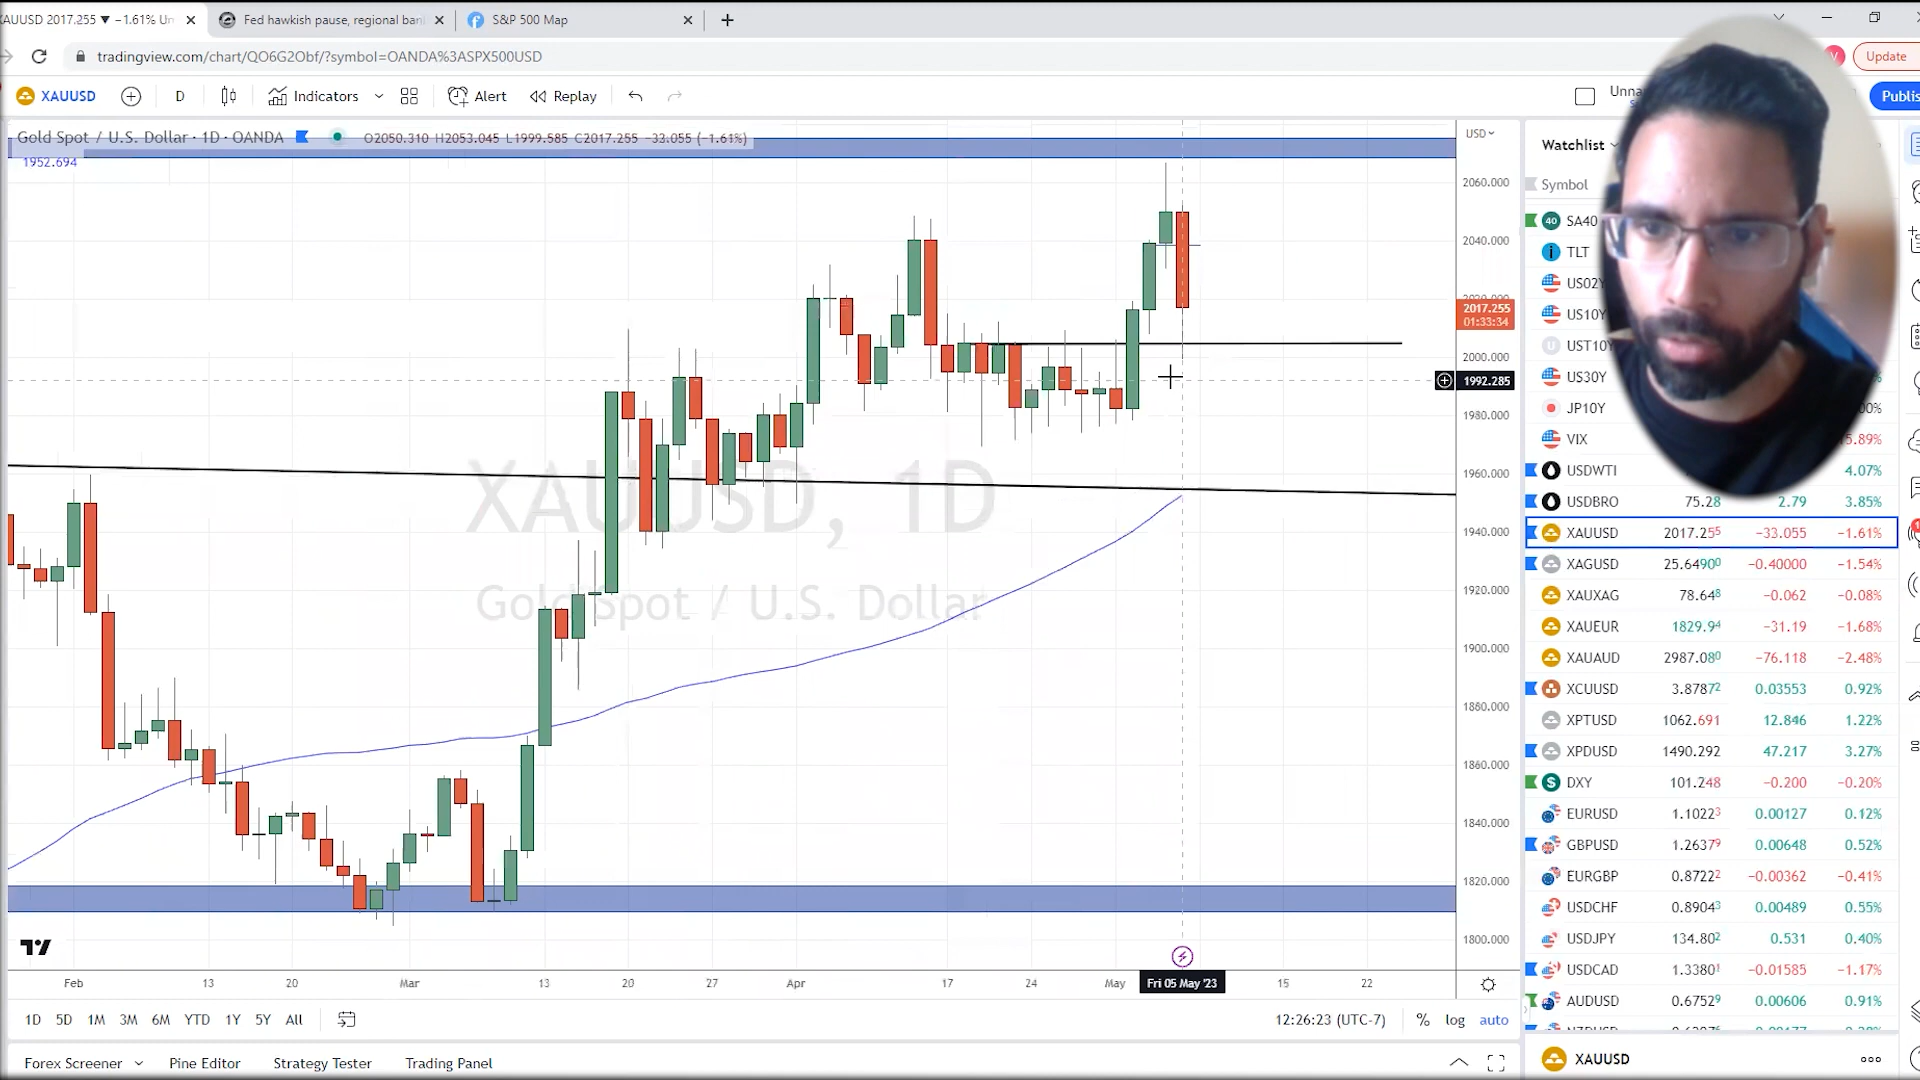 XAUUSD 2017.255 ▼ −1.61% Un
Fed hawkish pause, regional ban
S&P 500 Map
tradingview.com/chart/QO6G2Obf/?symbol=OANDA%3ASPX500USD
Update
XAUUSD
D
Indicators
Alert
Replay
Unna
Publis
Gold Spot / U.S. Dollar · 1D · OANDA
O2050.310 H2053.045 L1999.585 C2017.255 −33.055 (−1.61%)
1952.694
USD
2060.000
2040.000
2020.000
2017.255
01:33:34
2000.000
1992.285
1980.000
1960.000
1940.000
1920.000
1900.000
1880.000
1860.000
1840.000
1820.000
1800.000
XAUUSD, 1D
Gold Spot / U.S. Dollar
Feb
13
20
Mar
13
20
27
Apr
17
24
May
Fri 05 May '23
15
22
1D
5D
1M
3M
6M
YTD
1Y
5Y
All
12:26:23 (UTC-7)
%
log
auto
Forex Screener
Pine Editor
Strategy Tester
Trading Panel
Watchlist
Symbol
40 SA40
TLT
US02Y
US10Y
U UST10Y
US30Y
JP10Y
VIX 5.89%
USDWTI 4.07%
USDBRO 75.28 2.79 3.85%
XAUUSD 2017.255 −33.055 −1.61%
XAGUSD 25.64900 −0.40000 −1.54%
XAUXAG 78.648 −0.062 −0.08%
XAUEUR 1829.94 −31.19 −1.68%
XAUAUD 2987.080 −76.118 −2.48%
XCUUSD 3.87872 0.03553 0.92%
XPTUSD 1062.691 12.846 1.22%
XPDUSD 1490.292 47.217 3.27%
DXY 101.248 −0.200 −0.20%
EURUSD 1.10223 0.00127 0.12%
GBPUSD 1.26379 0.00648 0.52%
EURGBP 0.87222 −0.00362 −0.41%
USDCHF 0.89043 0.00489 0.55%
USDJPY 134.802 0.531 0.40%
USDCAD 1.33801 −0.01585 −1.17%
AUDUSD 0.67529 0.00606 0.91%
XAUUSD